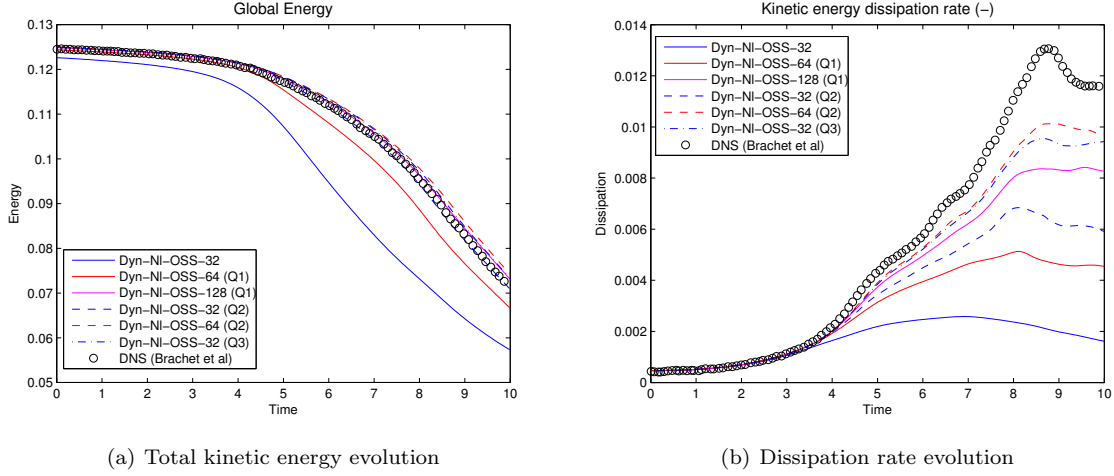 Global Energy
0.13
0.12
0.11
0.1
0.09
0.08
0.07
0.06
0.05
Energy
Dyn−Nl−OSS−32
Dyn−Nl−OSS−64 (Q1)
Dyn−Nl−OSS−128 (Q1)
Dyn−Nl−OSS−32 (Q2)
Dyn−Nl−OSS−64 (Q2)
Dyn−Nl−OSS−32 (Q3)
DNS (Brachet et al)
0 1 2 3 4 5 6 7 8 9 10
Time
(a) Total kinetic energy evolution
Kinetic energy dissipation rate (−)
0.014
0.012
0.01
0.008
0.006
0.004
0.002
0
Dissipation
Dyn−Nl−OSS−32
Dyn−Nl−OSS−64 (Q1)
Dyn−Nl−OSS−128 (Q1)
Dyn−Nl−OSS−32 (Q2)
Dyn−Nl−OSS−64 (Q2)
Dyn−Nl−OSS−32 (Q3)
DNS (Brachet et al)
0 1 2 3 4 5 6 7 8 9 10
Time
(b) Dissipation rate evolution